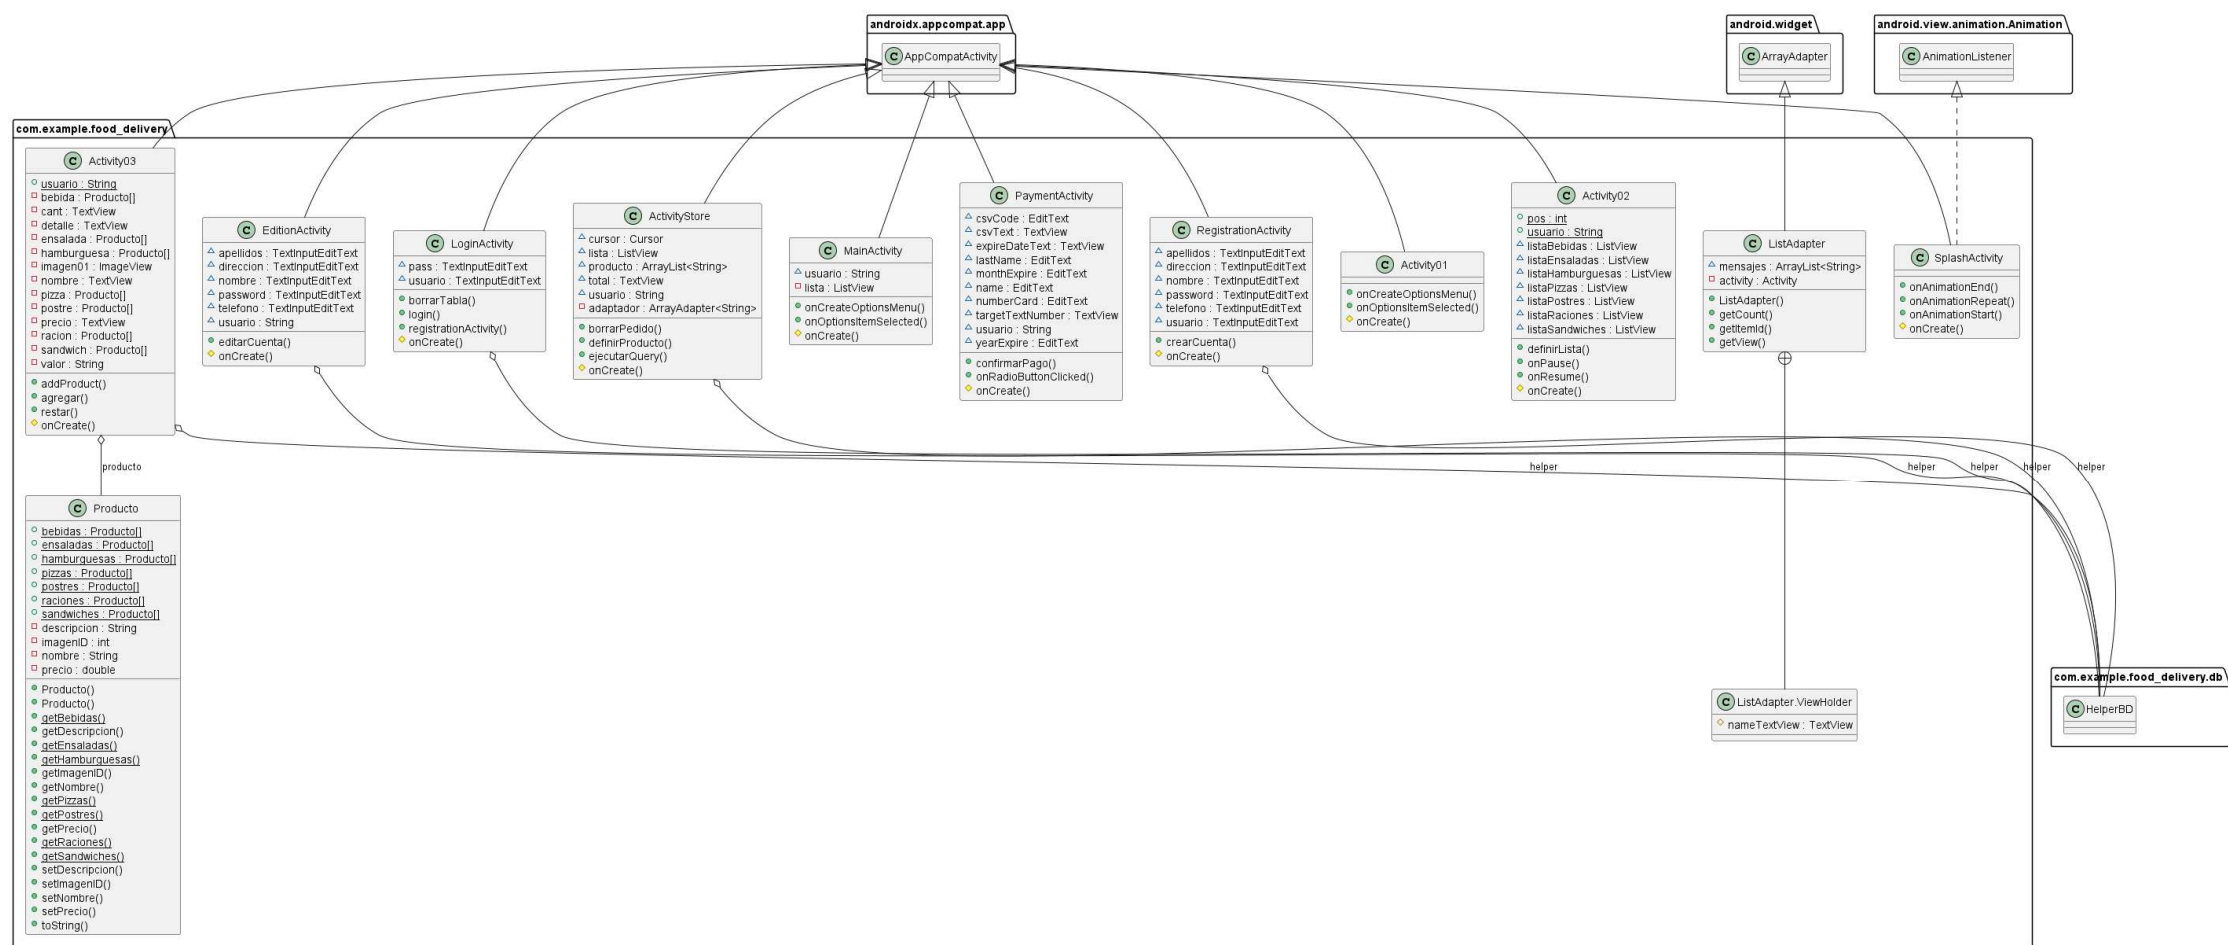 androidx.appcompat.app
C AppCompatActivity
android.widget
C ArrayAdapter
android.view.animation.Animation
C AnimationListener
com.example.food_delivery
C Activity03
usuario : String
bebida : Producto[]
cant : TextView
detalle : TextView
ensalada : Producto[]
hamburguesa : Producto[]
imagen01 : ImageView
nombre : TextView
pizza : Producto[]
postre : Producto[]
precio : TextView
racion : Producto[]
sandwich : Producto[]
valor : String
addProduct()
agregar()
restar()
onCreate()
C EditionActivity
apellidos : TextInputEditText
direccion : TextInputEditText
nombre : TextInputEditText
password : TextInputEditText
telefono : TextInputEditText
usuario : String
editarCuenta()
onCreate()
C LoginActivity
pass : TextInputEditText
usuario : TextInputEditText
borrarTabla()
login()
registrationActivity()
onCreate()
C ActivityStore
cursor : Cursor
lista : ListView
producto : ArrayList<String>
total : TextView
usuario : String
adaptador : ArrayAdapter<String>
borrarPedido()
definirProducto()
ejecutarQuery()
onCreate()
C MainActivity
usuario : String
lista : ListView
onCreateOptionsMenu()
onOptionsItemSelected()
onCreate()
C PaymentActivity
csvCode : EditText
csvText : TextView
expireDateText : TextView
lastName : EditText
monthExpire : EditText
name : EditText
numberCard : EditText
targetTextNumber : TextView
usuario : String
yearExpire : EditText
confirmarPago()
onRadioButtonClicked()
onCreate()
C RegistrationActivity
apellidos : TextInputEditText
direccion : TextInputEditText
nombre : TextInputEditText
password : TextInputEditText
telefono : TextInputEditText
usuario : TextInputEditText
crearCuenta()
onCreate()
C Activity01
onCreateOptionsMenu()
onOptionsItemSelected()
onCreate()
C Activity02
pos : int
usuario : String
listaBebidas : ListView
listaEnsaladas : ListView
listaHamburguesas : ListView
listaPizzas : ListView
listaPostres : ListView
listaRaciones : ListView
listaSandwiches : ListView
definirLista()
onPause()
onResume()
onCreate()
C ListAdapter
mensajes : ArrayList<String>
activity : Activity
ListAdapter()
getCount()
getItemId()
getView()
C SplashActivity
onAnimationEnd()
onAnimationRepeat()
onAnimationStart()
onCreate()
producto
helper
helper
helper
helper
helper
C Producto
bebidas : Producto[]
ensaladas : Producto[]
hamburguesas : Producto[]
pizzas : Producto[]
postres : Producto[]
raciones : Producto[]
sandwiches : Producto[]
descripcion : String
imagenID : int
nombre : String
precio : double
Producto()
Producto()
getBebidas()
getDescripcion()
getEnsaladas()
getHamburguesas()
getImagenID()
getNombre()
getPizzas()
getPostres()
getPrecio()
getRaciones()
getSandwiches()
setDescripcion()
setImagenID()
setNombre()
setPrecio()
toString()
C ListAdapter.ViewHolder
nameTextView : TextView
com.example.food_delivery.db
C HelperBD